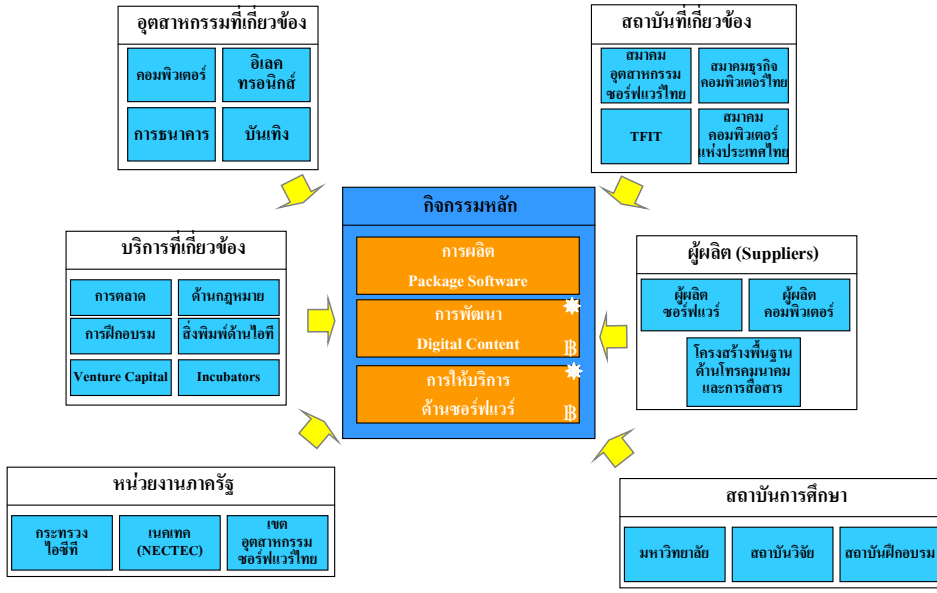 อุตสาหกรรมที่เกี่ยวข้อง
คอมพิวเตอร์
อิเลค
ทรอนิกส์
การธนาคาร
บันเทิง
สถาบันที่เกี่ยวข้อง
สมาคม
อุตสาหกรรม
ซอร์ฟแวร์ไทย
สมาคมธุรกิจ
คอมพิวเตอร์ไทย
TFIT
สมาคม
คอมพิวเตอร์
แห่งประเทศไทย
กิจกรรมหลัก
การผลิต
Package Software
การพัฒนา
Digital Content
฿
การให้บริการ
ด้านซอร์ฟแวร์
฿
บริการที่เกี่ยวข้อง
การตลาด
ด้านกฎหมาย
การฝึกอบรม
สิ่งพิมพ์ด้านไอที
Venture Capital
Incubators
ผู้ผลิต (Suppliers)
ผู้ผลิต
ซอร์ฟแวร์
ผู้ผลิต
คอมพิวเตอร์
โครงสร้างพื้นฐาน
ด้านโทรคมนาคม
และการสื่อสาร
หน่วยงานภาครัฐ
กระทรวง
ไอซีที
เนคเทค
(NECTEC)
เขต
อุตสาหกรรม
ซอร์ฟแวร์ไทย
สถาบันการศึกษา
มหาวิทยาลัย
สถาบันวิจัย
สถาบันฝึกอบรม